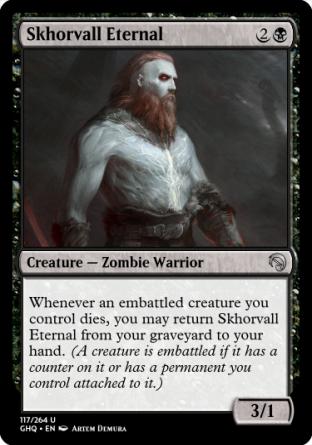 Skhorvall Eternal 2
Creature — Zombie Warrior
Whenever an embattled creature you
control dies, you may return Skhorvall
Eternal from your graveyard to your
hand. (A creature is embattled if it has a
counter on it or has a permanent you
control attached to it.)
117/264 U
GHQ • EN Artem Demura
3/1